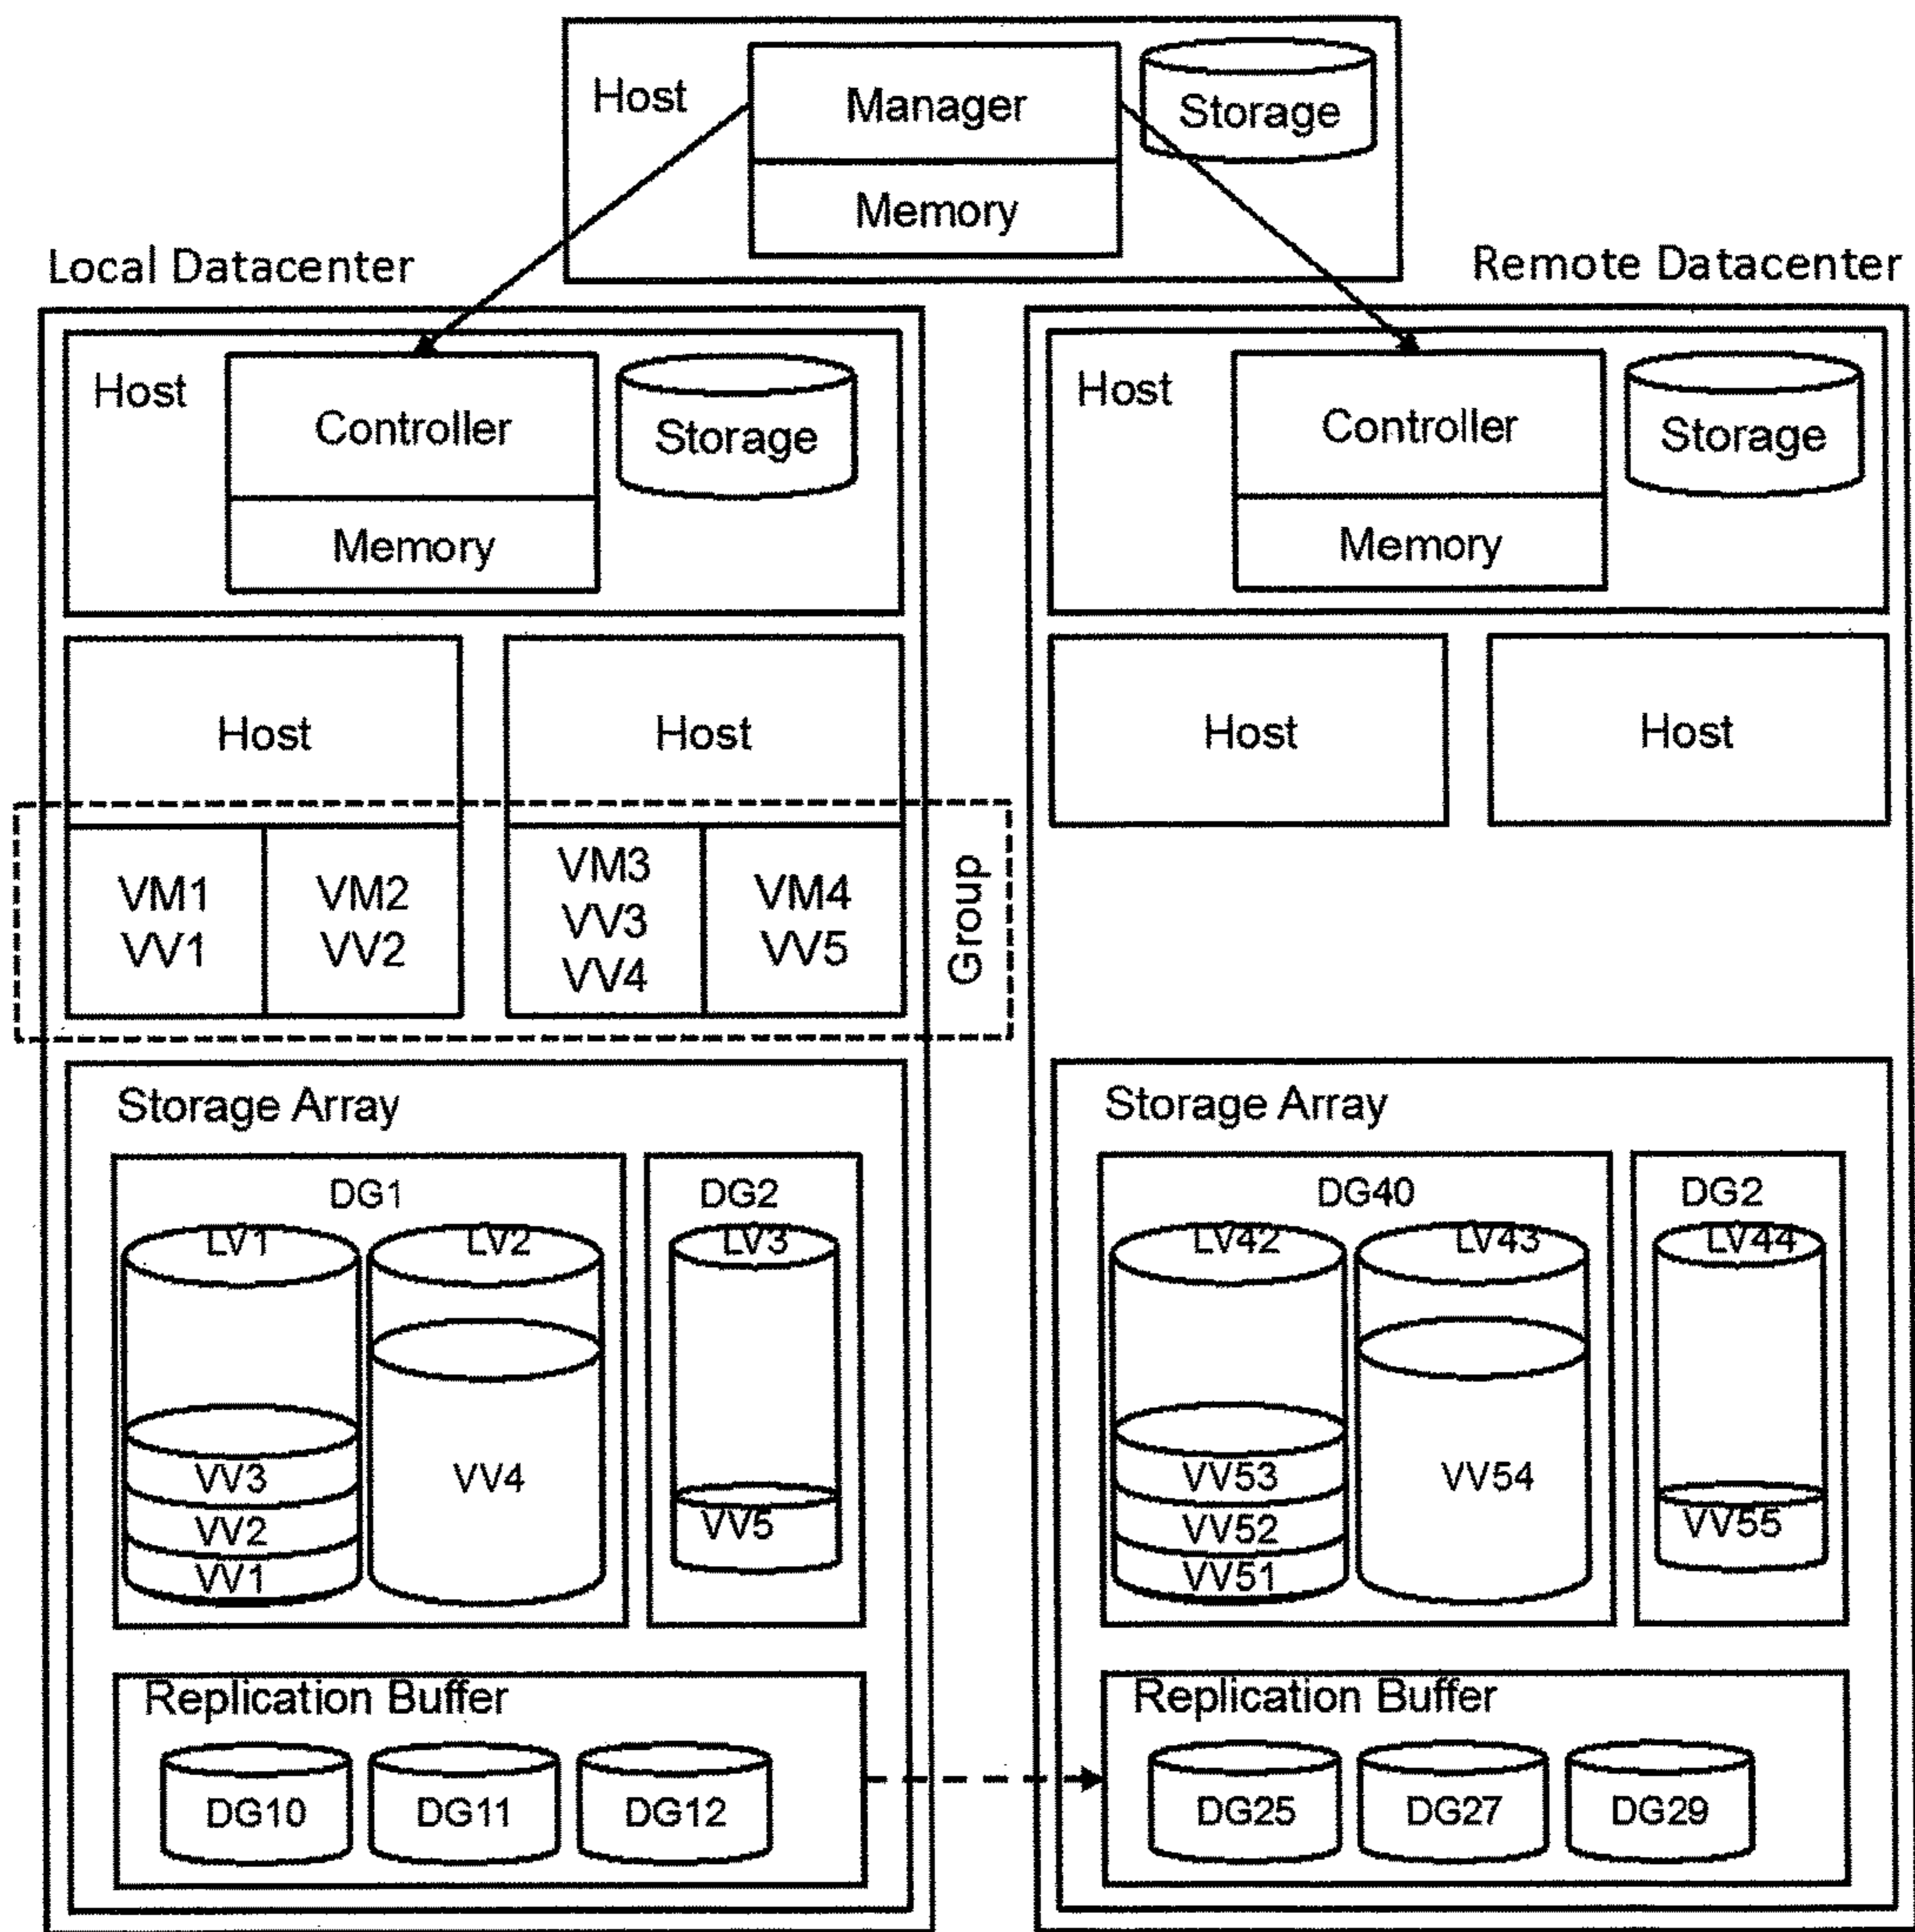 Host
Manager
Storage
Memory
Local Datacenter
Remote Datacenter
Host
Controller
Storage
Memory
Host
Controller
Storage
Memory
Host
Host
Host
Host
VM1
VV1
VM2
VV2
VM3
VV3
VV4
VM4
VV5
Group
Storage Array
DG1
LV1
LV2
VV3
VV2
VV1
VV4
DG2
LV3
VV5
Replication Buffer
DG10
DG11
DG12
Storage Array
DG40
LV42
LV43
VV53
VV52
VV51
VV54
DG2
LV44
VV55
Replication Buffer
DG25
DG27
DG29